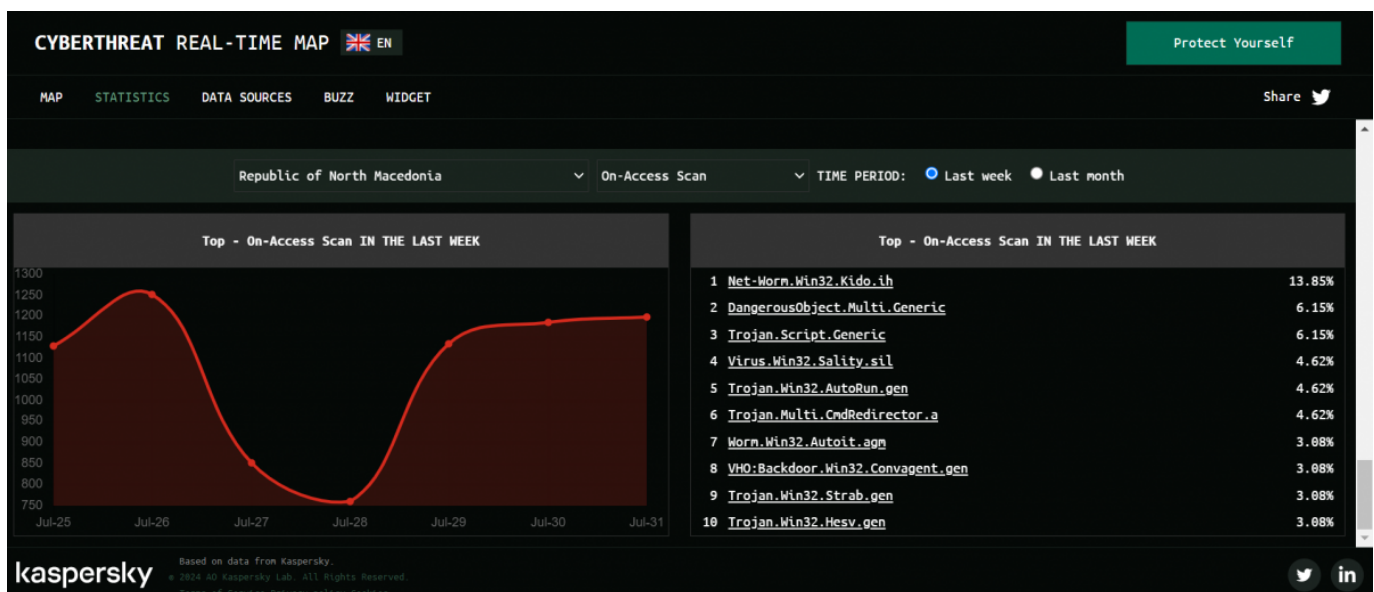 CYBERTHREAT REAL-TIME MAP EN
Protect Yourself
MAP STATISTICS DATA SOURCES BUZZ WIDGET
Share
Republic of North Macedonia On-Access Scan TIME PERIOD: Last week Last month
Top - On-Access Scan IN THE LAST WEEK
1300
1250
1200
1150
1100
1050
1000
950
900
850
800
750
Jul-25 Jul-26 Jul-27 Jul-28 Jul-29 Jul-30 Jul-31
Top - On-Access Scan IN THE LAST WEEK
1 Net-Worm.Win32.Kido.ih 13.85%
2 DangerousObject.Multi.Generic 6.15%
3 Trojan.Script.Generic 6.15%
4 Virus.Win32.Sality.sil 4.62%
5 Trojan.Win32.AutoRun.gen 4.62%
6 Trojan.Multi.CmdRedirector.a 4.62%
7 Worm.Win32.Autoit.agm 3.08%
8 VHO:Backdoor.Win32.Convagent.gen 3.08%
9 Trojan.Win32.Strab.gen 3.08%
10 Trojan.Win32.Hesv.gen 3.08%
kaspersky
Based on data from Kaspersky.
© 2024 AO Kaspersky Lab. All Rights Reserved.
in